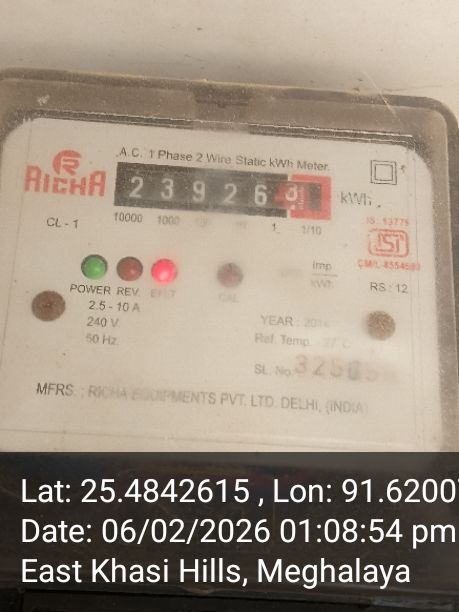 A.C. 1 Phase 2 Wire Static kWh Meter.
RICHA
2 3 9 2 6
kWh.
10000 1000 1 1/10
CL - 1
IS : 13779
ISI
CM/L-8554689
imp
kWh
RS : 12
POWER REV. E/L T
CAL
2.5 - 10 A
240 V.
50 Hz.
YEAR :
Ref. Temp. : 27°C
SL. No.
MFRS. : RICHA EQUIPMENTS PVT. LTD. DELHI, (INDIA)
Lat: 25.4842615 , Lon: 91.6200
Date: 06/02/2026 01:08:54 pm
East Khasi Hills, Meghalaya